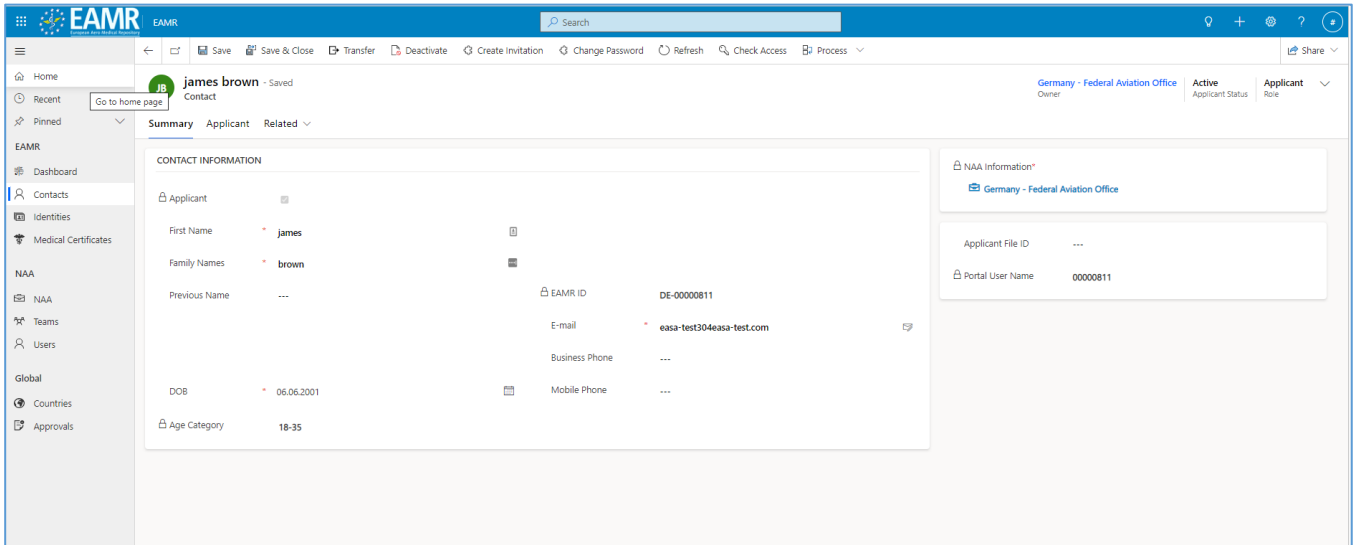 EAMR
European Aero Medical Repository
EAMR
Search
?
#
Save
Save & Close
Transfer
Deactivate
Create Invitation
Change Password
Refresh
Check Access
Process
Share
Home
Recent
Pinned
Go to home page
EAMR
Dashboard
Contacts
Identities
Medical Certificates
NAA
NAA
Teams
Users
Global
Countries
Approvals
JB
james brown - Saved
Contact
Germany - Federal Aviation Office
Owner
Active
Applicant Status
Applicant
Role
Summary
Applicant
Related
CONTACT INFORMATION
Applicant
First Name * james
Family Names * brown
Previous Name ---
DOB * 06.06.2001
Age Category 18-35
EAMR ID DE-00000811
E-mail * easa-test304easa-test.com
Business Phone ---
Mobile Phone ---
NAA Information*
Germany - Federal Aviation Office
Applicant File ID ---
Portal User Name 00000811